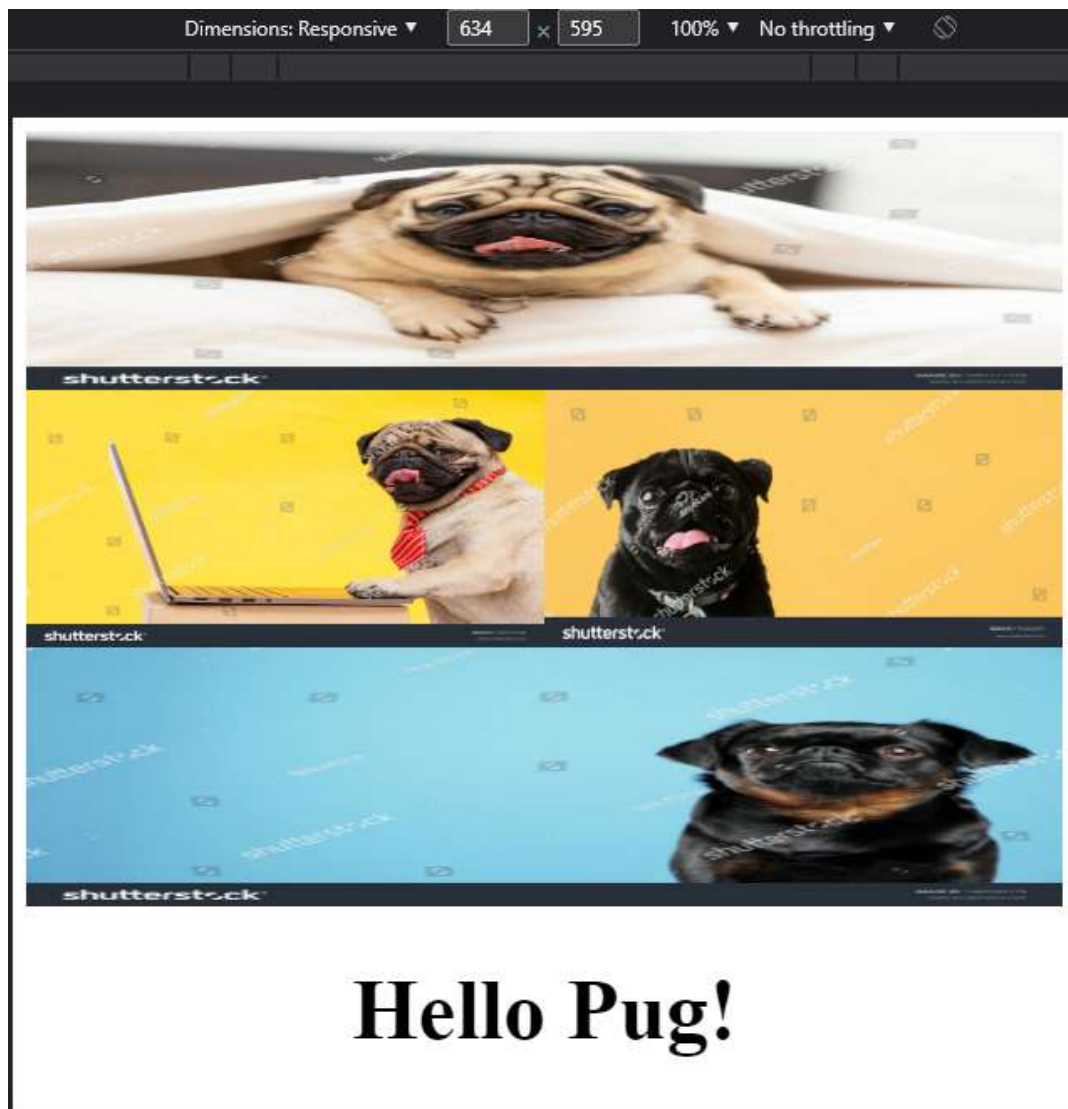 Dimensions: Responsive ▼ 634 × 595 100% ▼ No throttling ▼
shutterstock
shutterstock
shutterstock
shutterstock
Hello Pug!